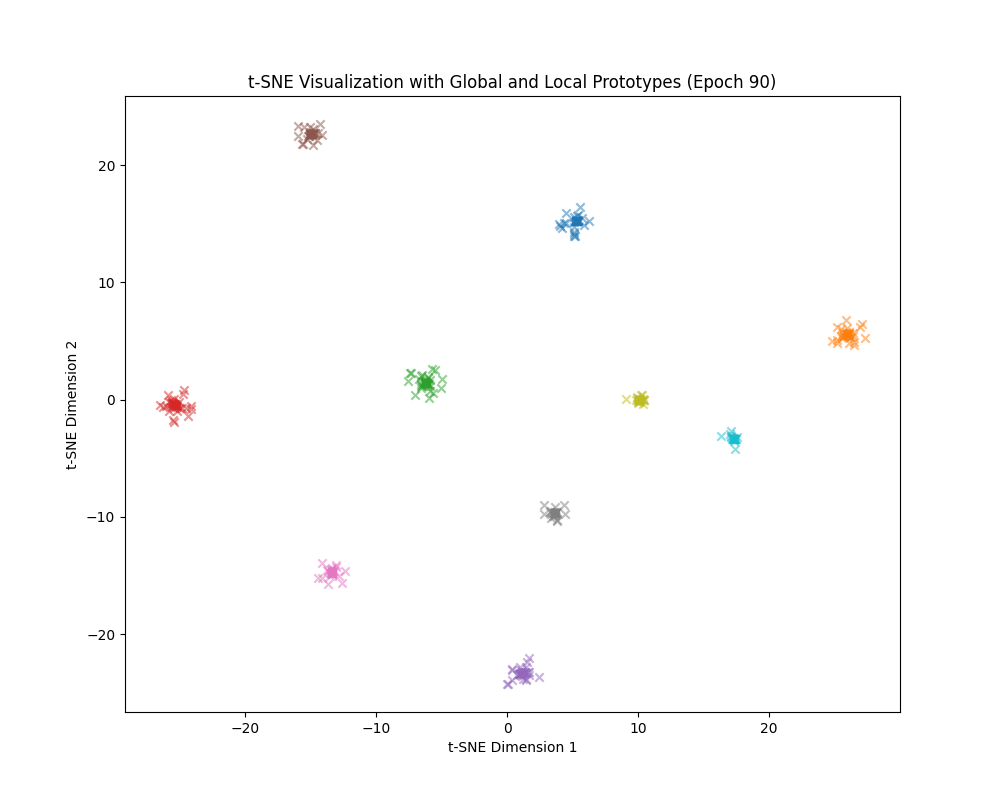 t-SNE Visualization with Global and Local Prototypes (Epoch 90)
t-SNE Dimension 2
20
10
0
−10
−20
−20 −10 0 10 20
t-SNE Dimension 1